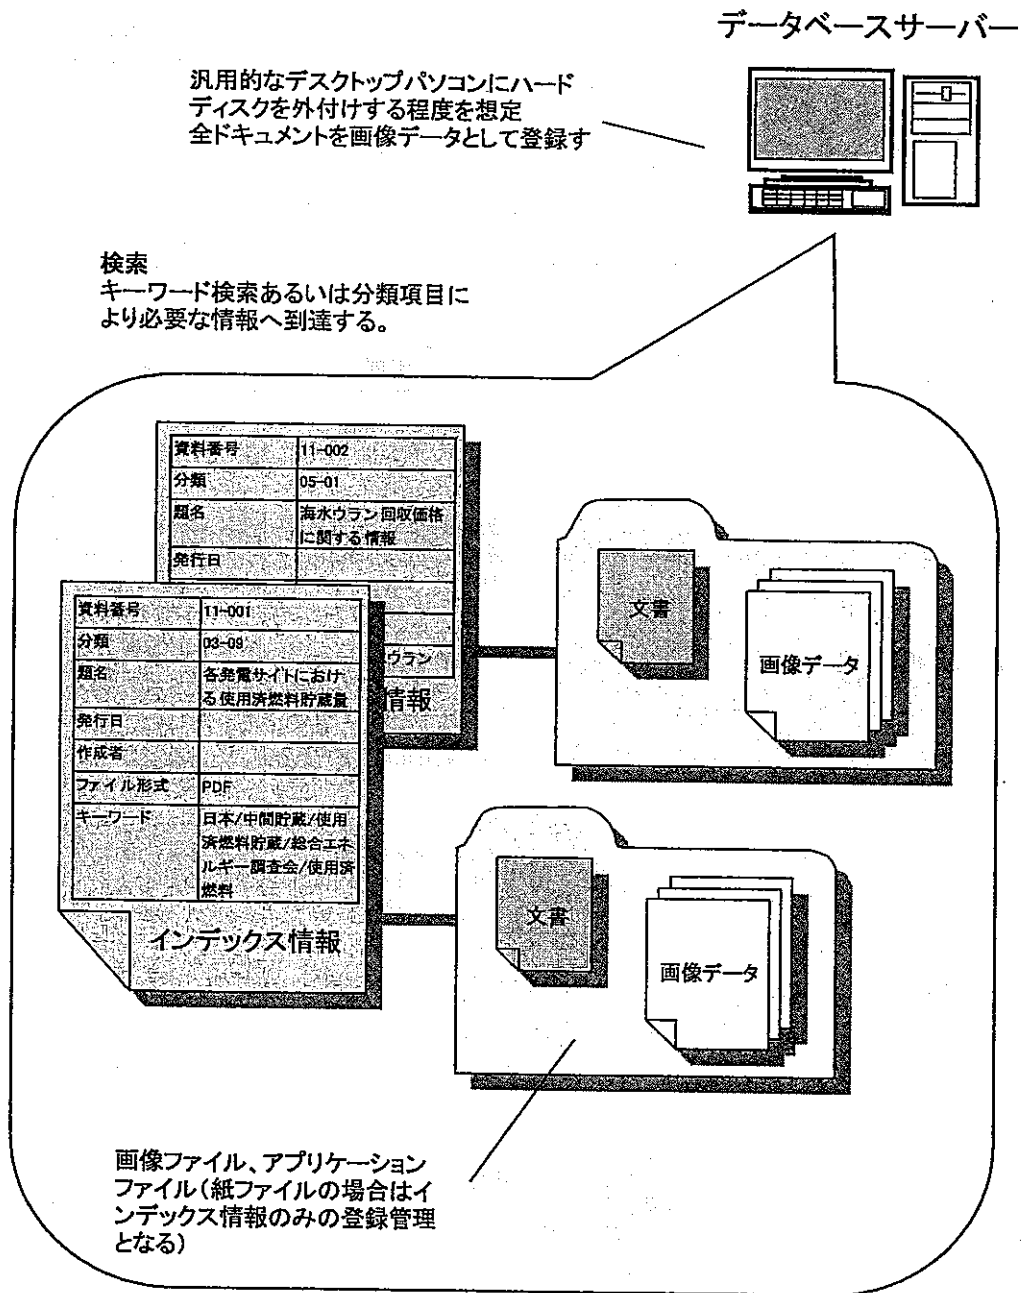 データベースサーバー
汎用的なデスクトップパソコンにハード
ディスクを外付けする程度を想定
全ドキュメントを画像データとして登録す
検索
キーワード検索あるいは分類項目に
より必要な情報へ到達する。
資料番号 11-002
分類 05-01
題名 海水ウラン回収価格
に関する情報
発行日
ウラン
情報
資料番号 11-001
分類 03-09
題名 各発電サイトにおけ
る使用済燃料貯蔵量
発行日
作成者
ファイル形式 PDF
キーワード 日本/中間貯蔵/使用
済燃料貯蔵/総合エネ
ルギー調査会/使用済
燃料
インデックス情報
文書
画像データ
文書
画像データ
画像ファイル、アプリケーション
ファイル(紙ファイルの場合はイ
ンデックス情報のみの登録管理
となる)